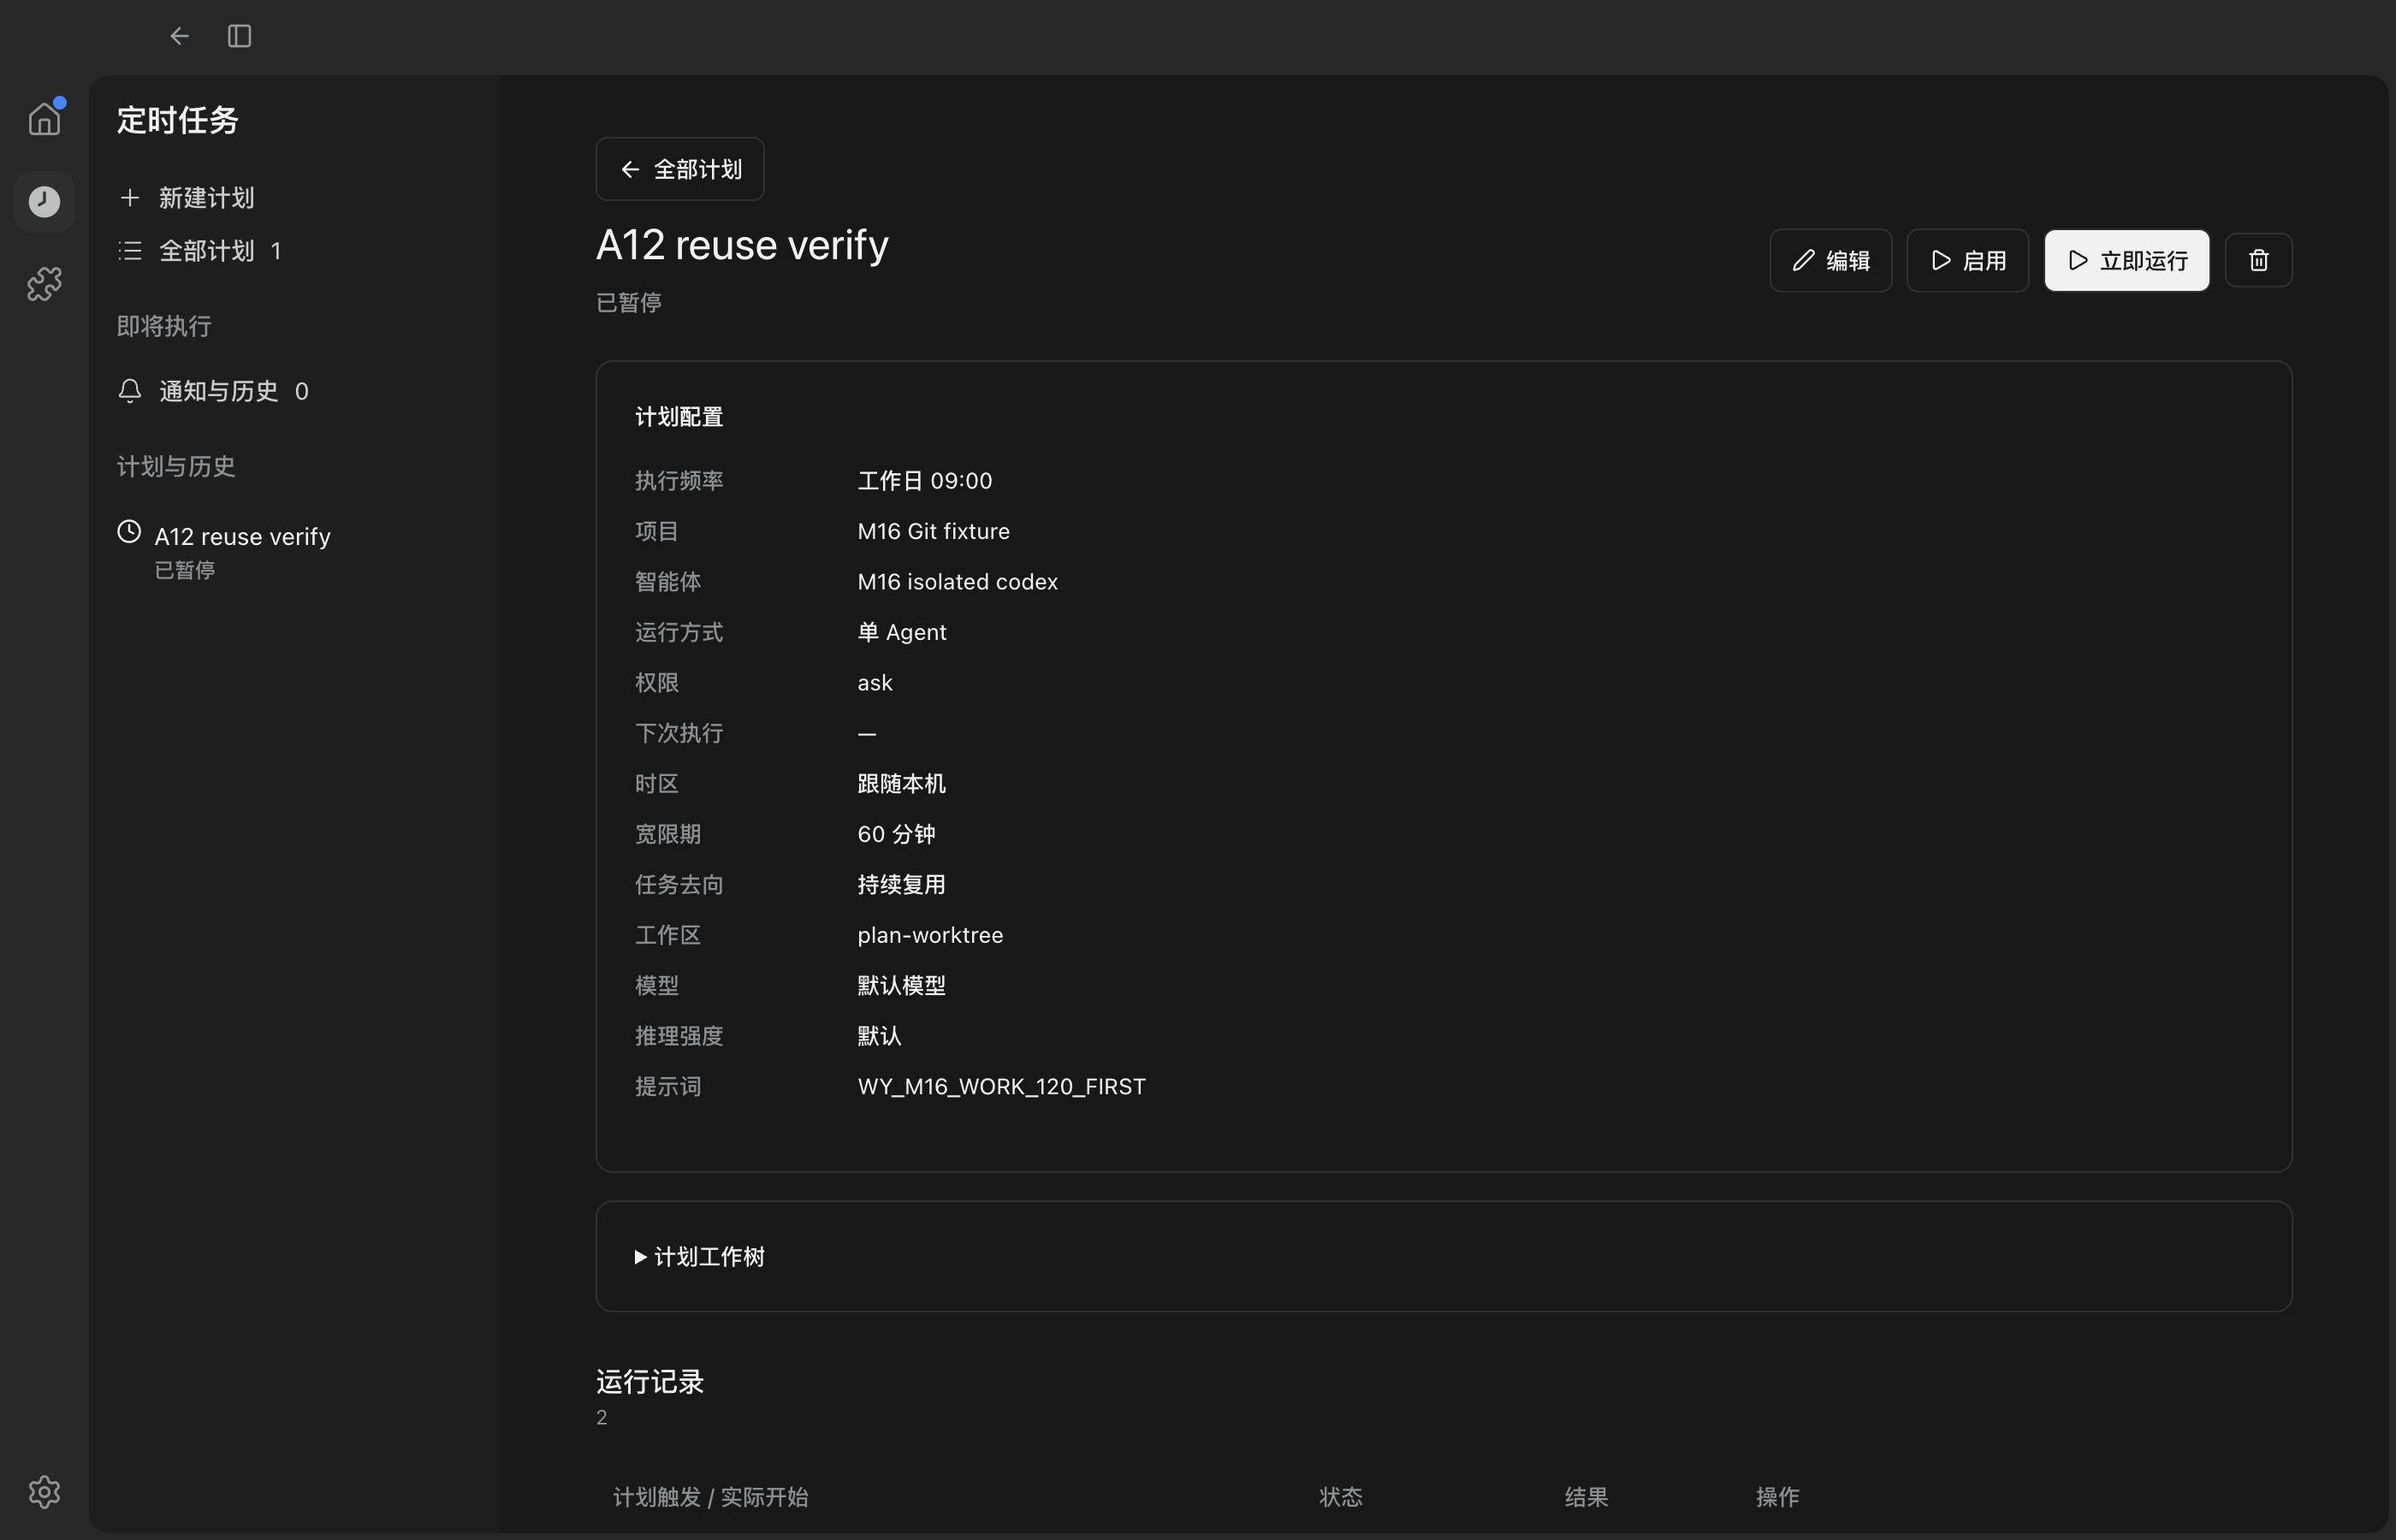 定时任务
新建计划
全部计划 1
即将执行
通知与历史 0
计划与历史
A12 reuse verify
已暂停
全部计划
A12 reuse verify
已暂停
编辑
启用
立即运行
计划配置
执行频率 工作日 09:00
项目 M16 Git fixture
智能体 M16 isolated codex
运行方式 单 Agent
权限 ask
下次执行 —
时区 跟随本机
宽限期 60 分钟
任务去向 持续复用
工作区 plan-worktree
模型 默认模型
推理强度 默认
提示词 WY_M16_WORK_120_FIRST
计划工作树
运行记录
2
计划触发 / 实际开始 状态 结果 操作